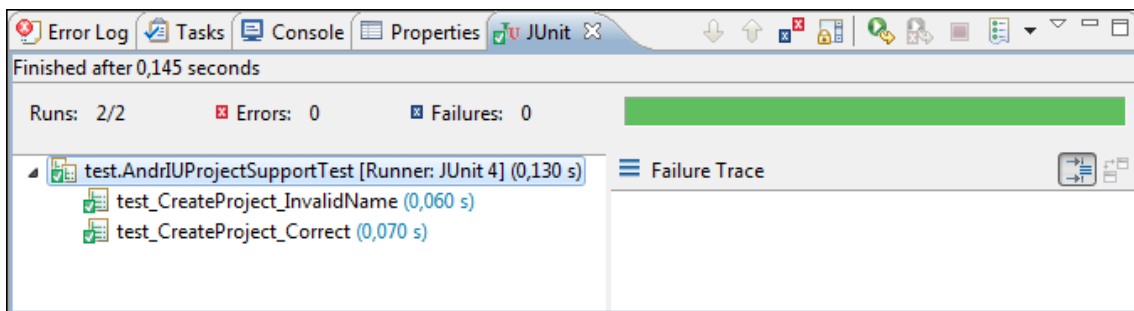 Error Log Tasks Console Properties JUnit
Finished after 0,145 seconds
Runs: 2/2 Errors: 0 Failures: 0
test.AndrIUProjectSupportTest [Runner: JUnit 4] (0,130 s)
Failure Trace
test_CreateProject_InvalidName (0,060 s)
test_CreateProject_Correct (0,070 s)